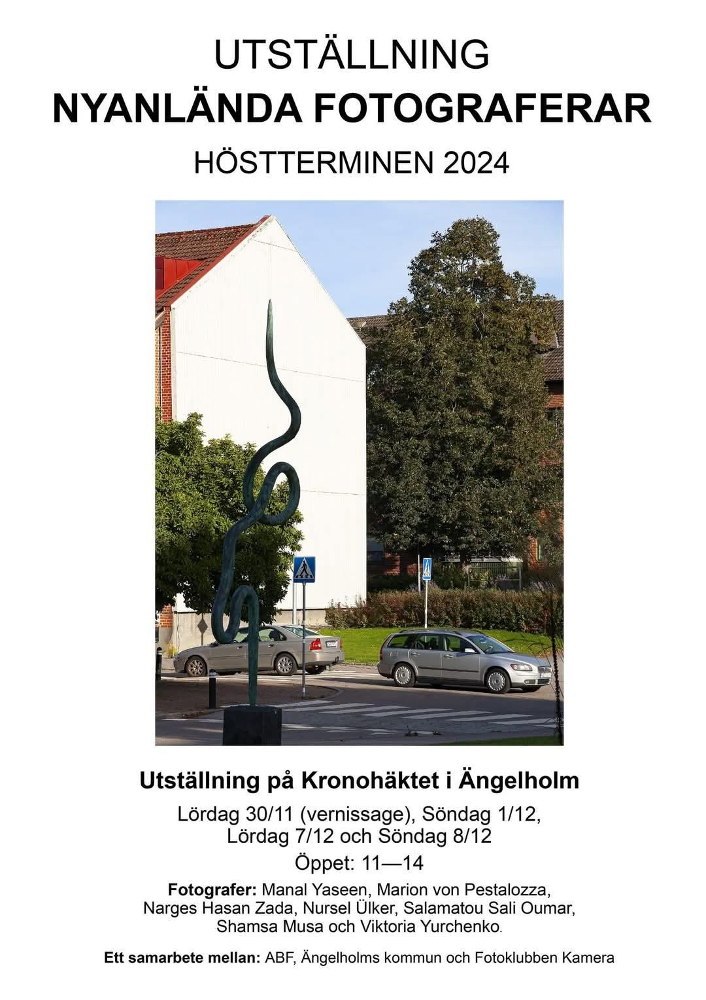 UTSTÄLLNING
NYANLÄNDA FOTOGRAFERAR
HÖSTTERMINEN 2024
Utställning på Kronohäktet i Ängelholm
Lördag 30/11 (vernissage), Söndag 1/12,
Lördag 7/12 och Söndag 8/12
Öppet: 11—14
Fotografer: Manal Yaseen, Marion von Pestalozza,
Narges Hasan Zada, Nursel Ülker, Salamatou Sali Oumar,
Shamsa Musa och Viktoria Yurchenko.
Ett samarbete mellan: ABF, Ängelholms kommun och Fotoklubben Kamera